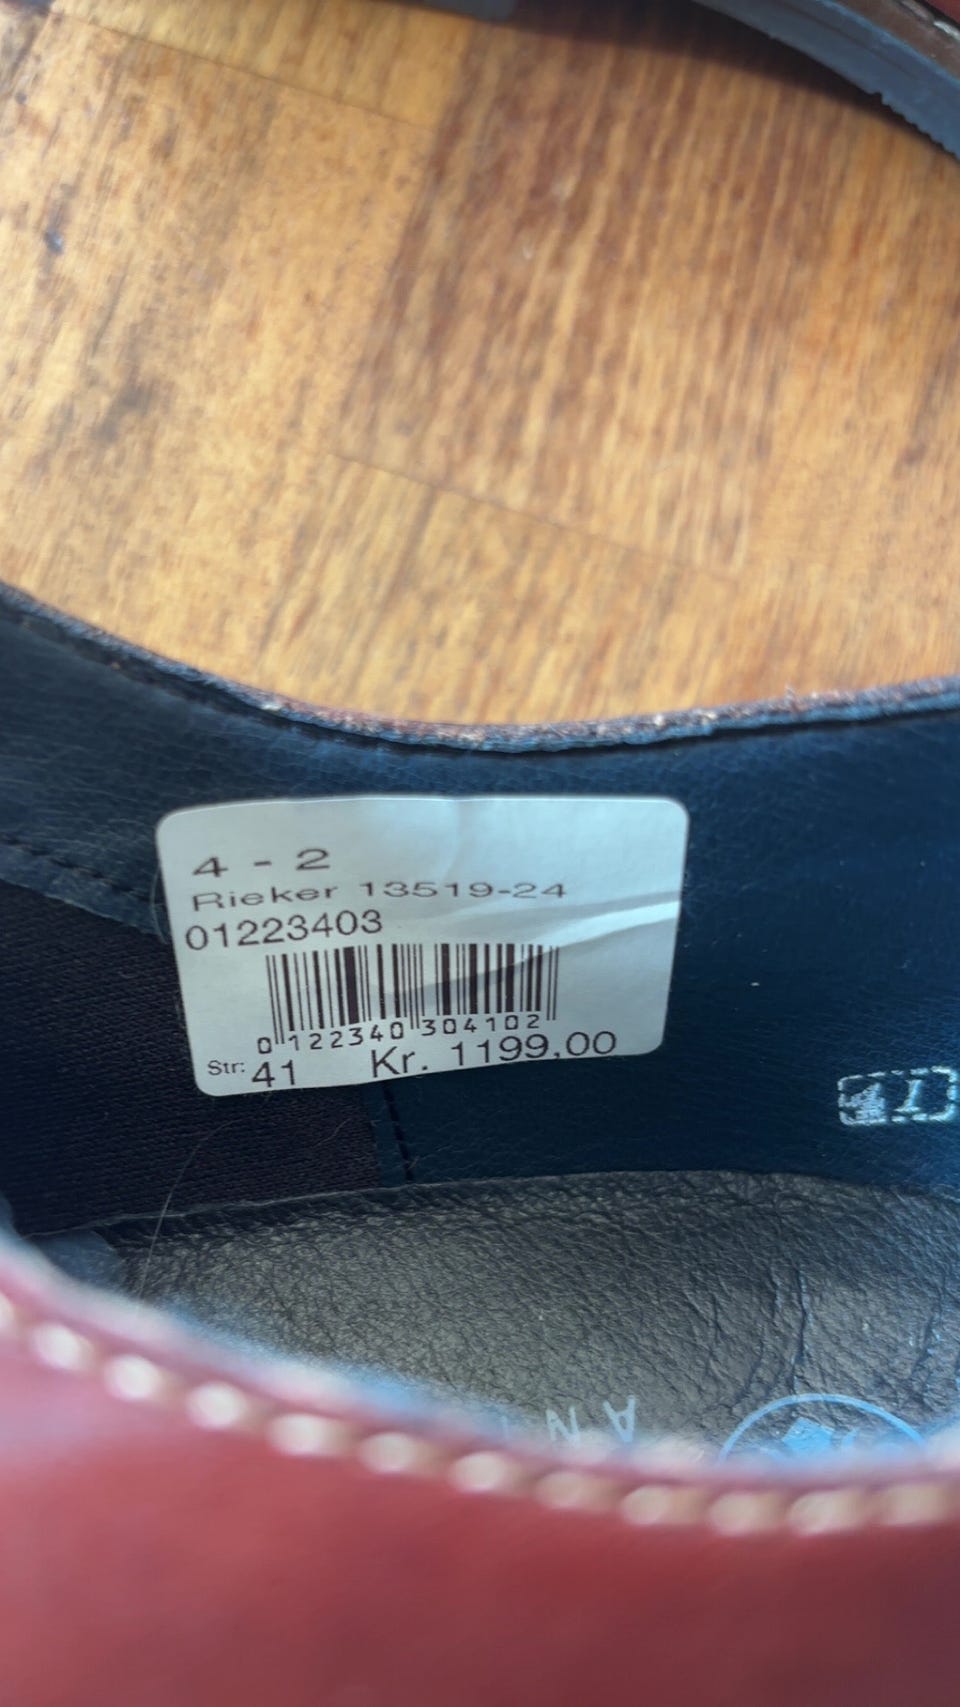 4 - 2
Rieker 13519-24
01223403
0 122340 304102
Str: 41 Kr. 1199,00